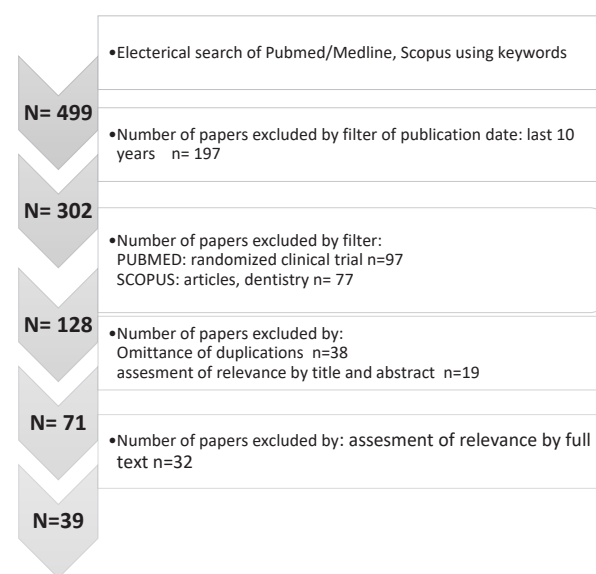 •Electerical search of Pubmed/Medline, Scopus using keywords
N= 499
•Number of papers excluded by filter of publication date: last 10
years n= 197
N= 302
•Number of papers excluded by filter:
PUBMED: randomized clinical trial n=97
SCOPUS: articles, dentistry n= 77
N= 128
•Number of papers excluded by:
Omittance of duplications n=38
assesment of relevance by title and abstract n=19
N= 71
•Number of papers excluded by: assesment of relevance by full
text n=32
N=39